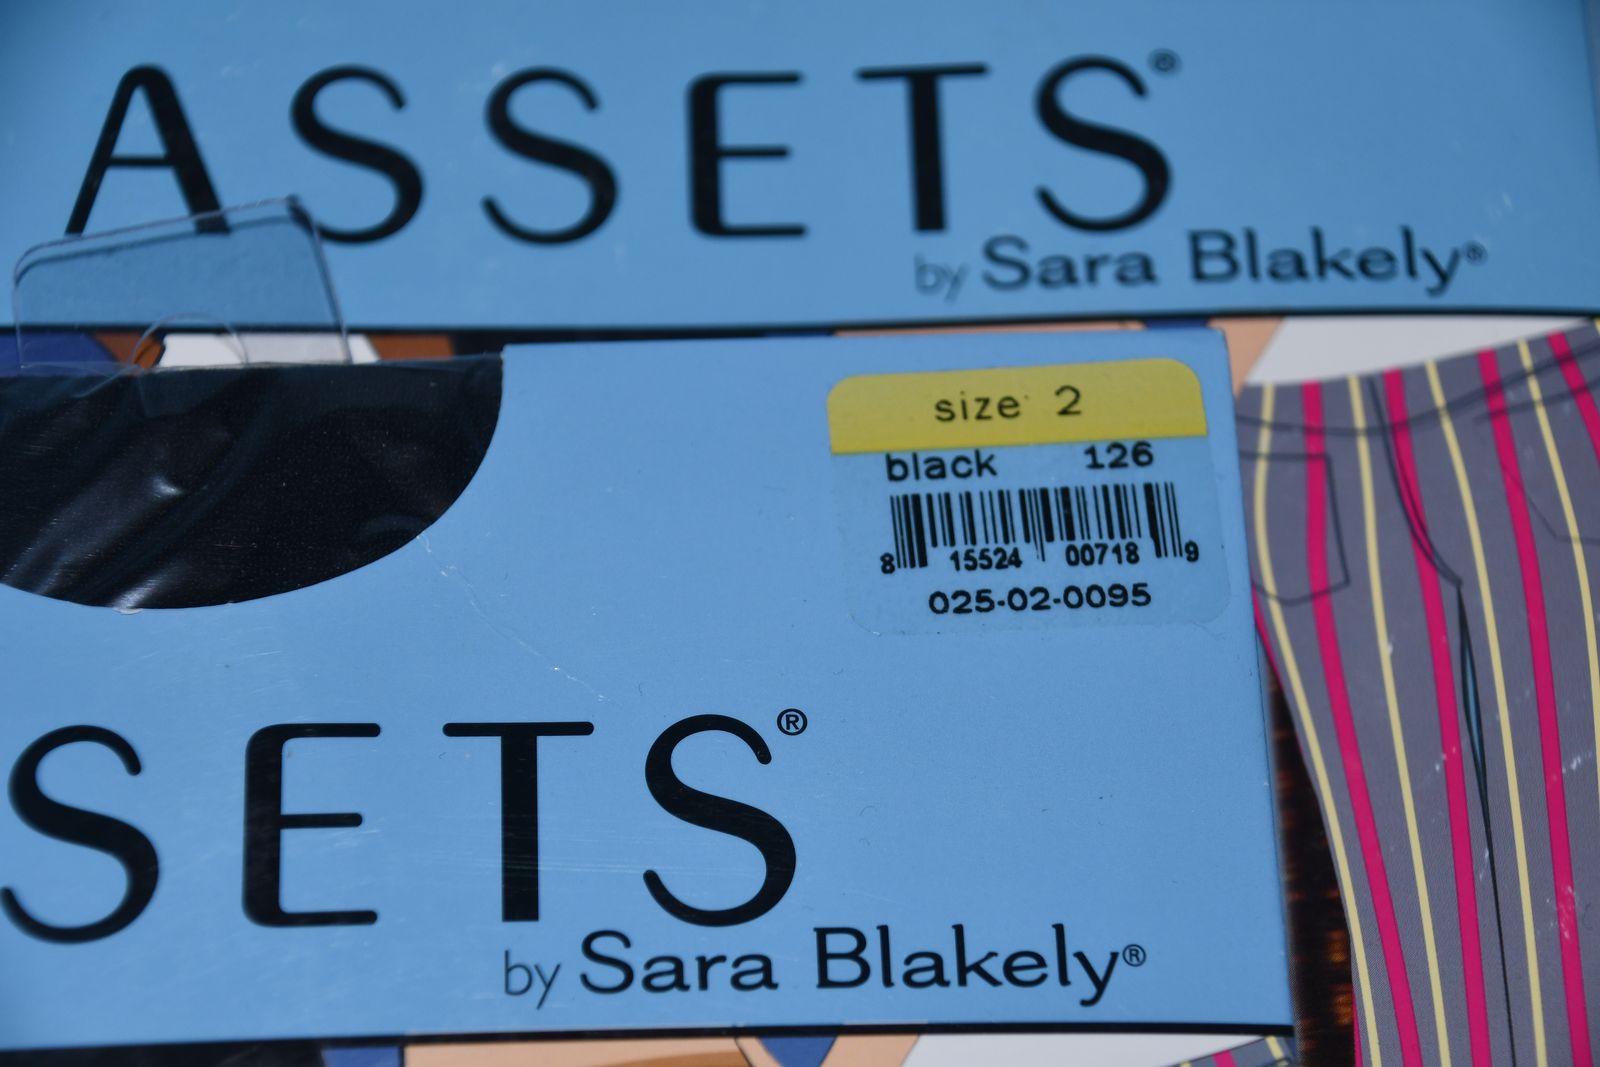 ASSETS®
by Sara Blakely®
size 2
black 126
8 15524 00718 9
025-02-0095
SETS®
by Sara Blakely®